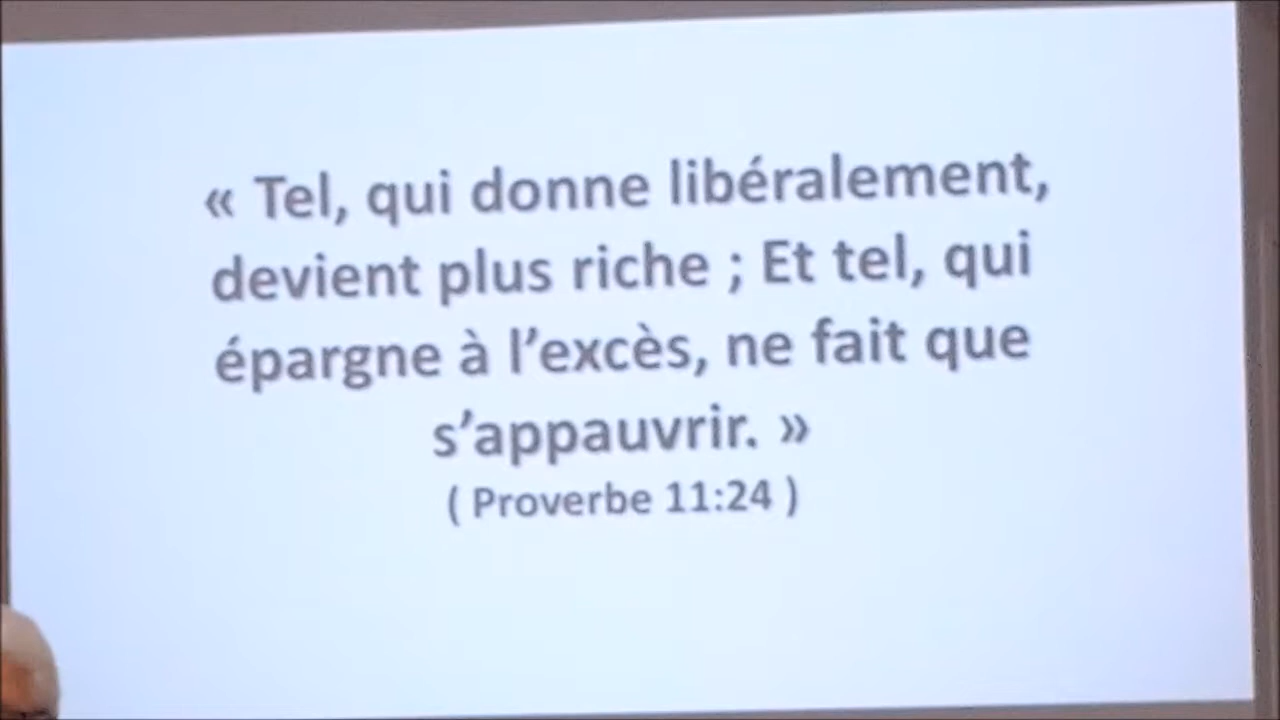 « Tel, qui donne libéralement,
devient plus riche ; Et tel, qui
épargne à l’excès, ne fait que
s’appauvrir. »
( Proverbe 11:24 )